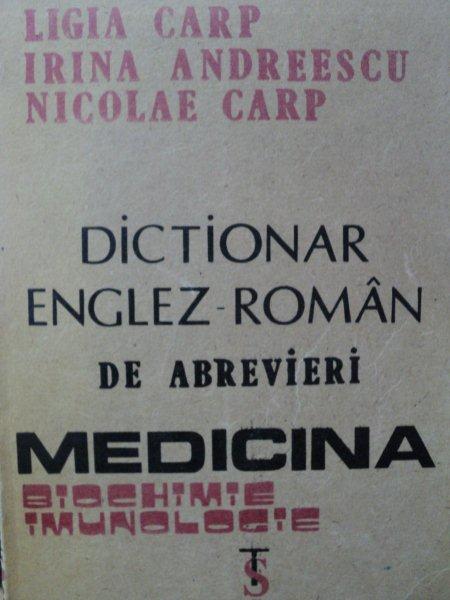 LIGIA CARP
IRINA ANDREESCU
NICOLAE CARP
DICTIONAR
ENGLEZ-ROMÂN
DE ABREVIERI
MEDICINA
BIOCHIMIE
IMUNOLOGIE
TS